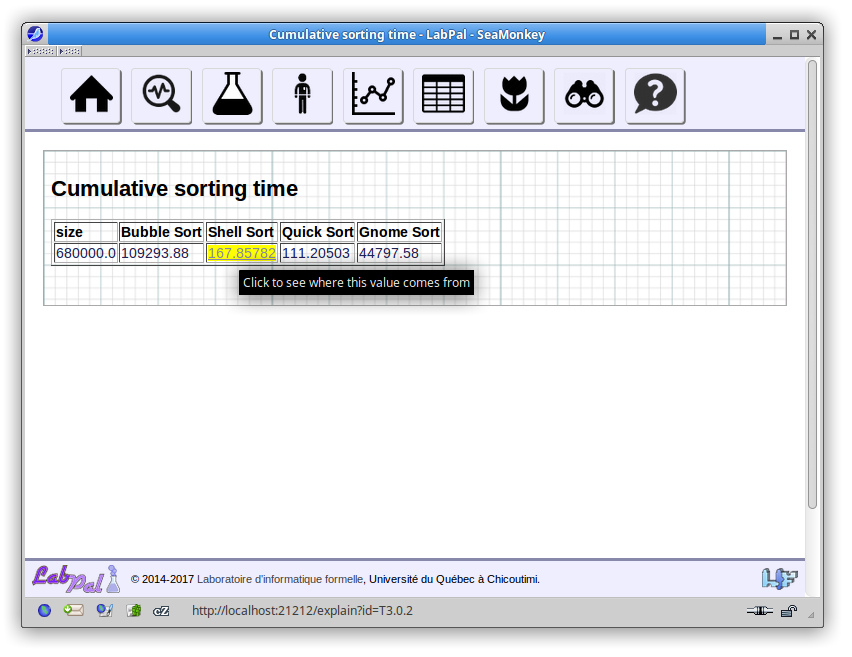 Cumulative sorting time - LabPal - SeaMonkey
?
Cumulative sorting time
size Bubble Sort Shell Sort Quick Sort Gnome Sort
680000.0 109293.88 167.85782 111.20503 44797.58
Click to see where this value comes from
LabPal © 2014-2017 Laboratoire d'informatique formelle, Université du Québec à Chicoutimi. LIF
http://localhost:21212/explain?id=T3.0.2